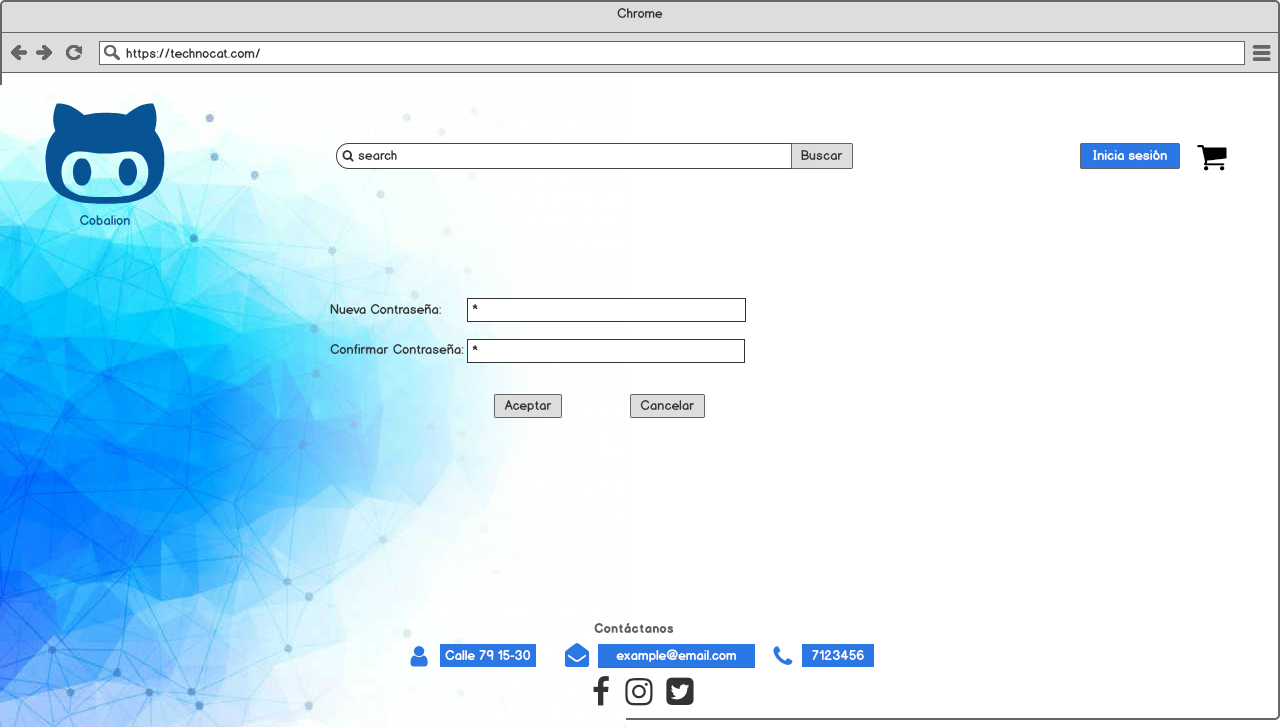 Chrome
https://technocat.com/
search
Buscar
Inicia sesión
Cobalion
Nueva Contraseña: *
Confirmar Contraseña: *
Aceptar
Cancelar
Contáctanos
Calle 79 15-30
example@email.com
7123456